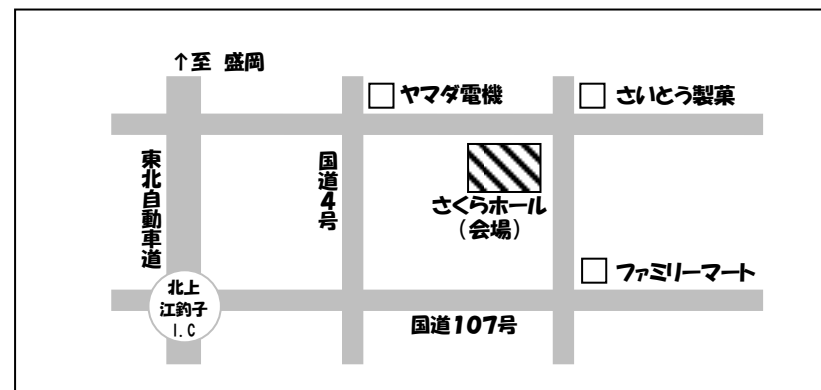 ↑至 盛岡
ヤマダ電機
さいとう製菓
東北自動車道
国道4号
さくらホール
(会場)
ファミリーマート
北上
江釣子
I.C
国道107号